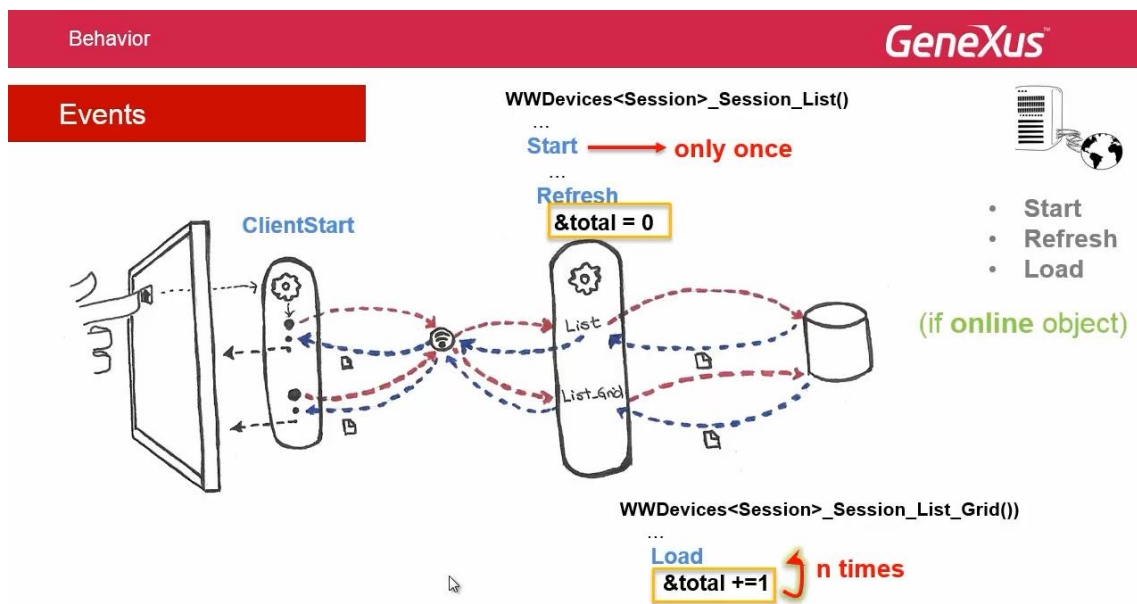 Behavior
GeneXus™
Events
WWDevices<Session>_Session_List()
...
Start only once
...
Refresh
&total = 0
ClientStart
• Start
• Refresh
• Load
(if online object)
List
List_Grid
WWDevices<Session>_Session_List_Grid())
...
Load
&total +=1
n times